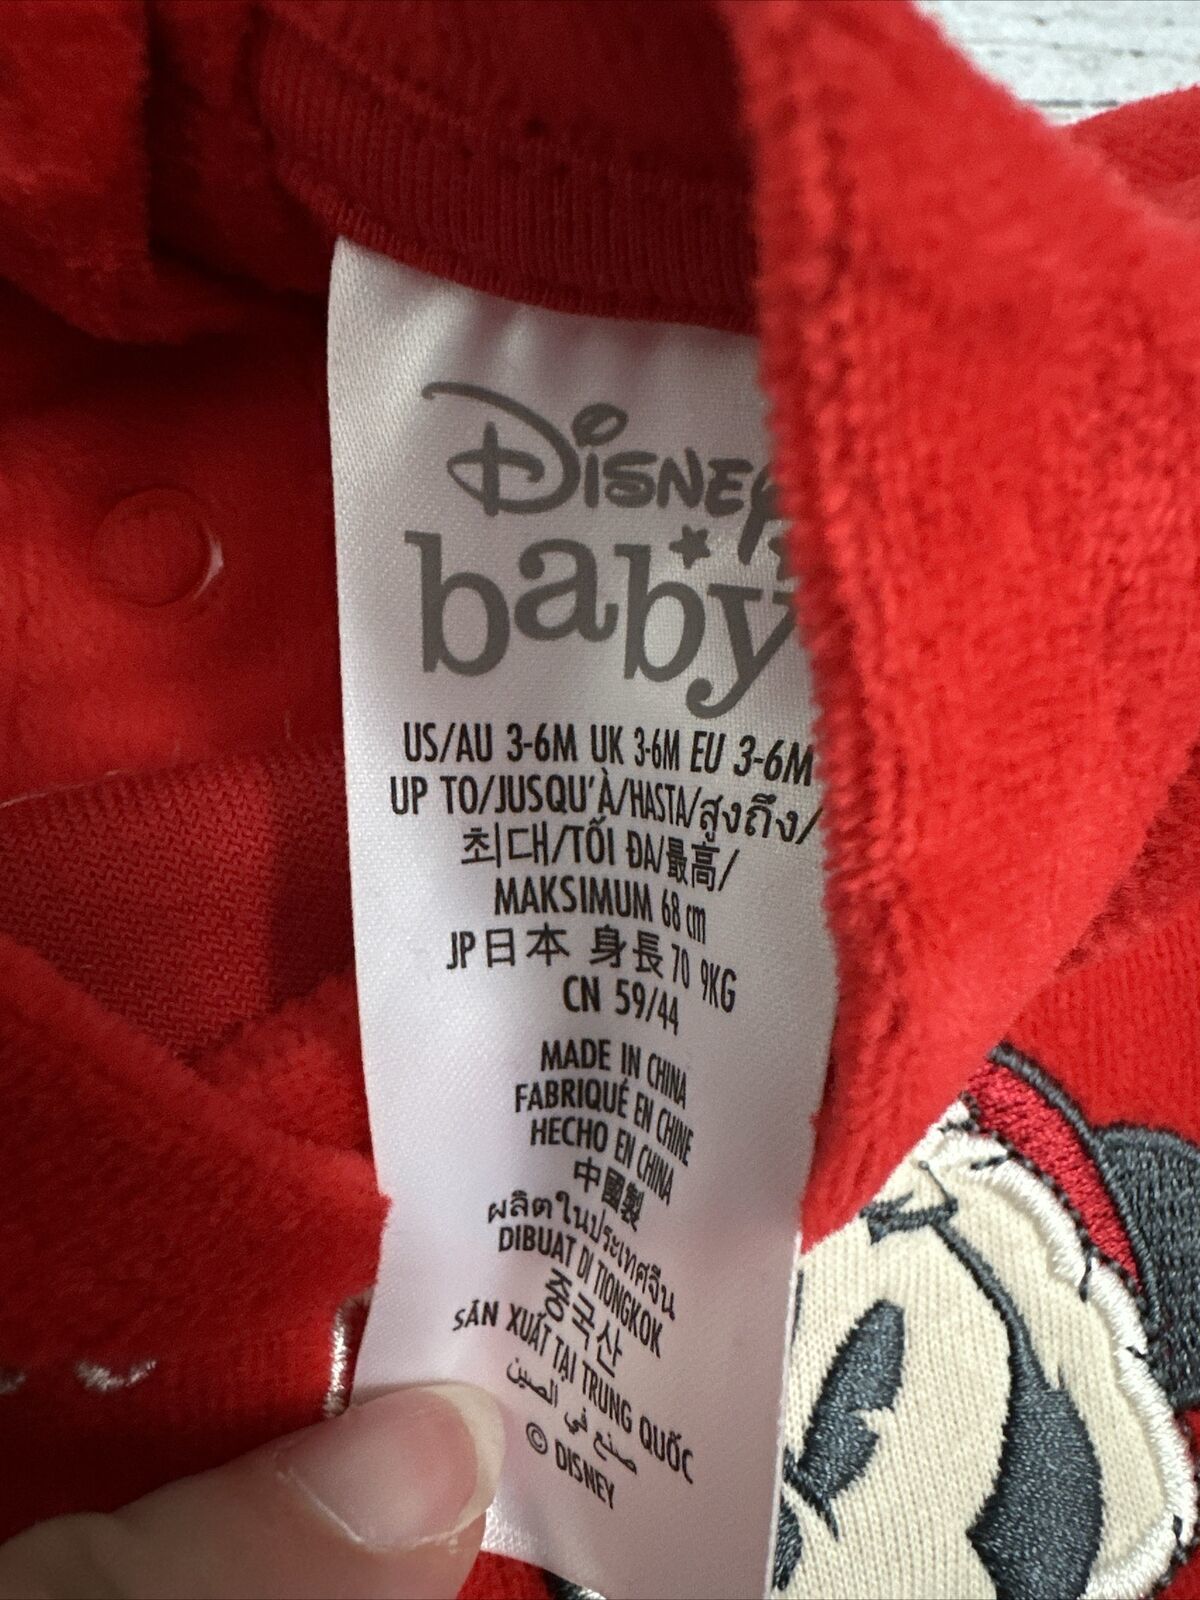 DISNEY
baby
US/AU 3-6M UK 3-6M EU 3-6M
UP TO/JUSQU'À/HASTA/สูงถึง/
최대/TỐI ĐA/最高/
MAKSIMUM 68 cm
JP日本 身長70 9KG
CN 59/44
MADE IN CHINA
FABRIQUÉ EN CHINE
HECHO EN CHINA
中國製
ผลิตในประเทศจีน
DIBUAT DI TIONGKOK
중국산
SẢN XUẤT TẠI TRUNG QUỐC
صنع في الصين
© DISNEY